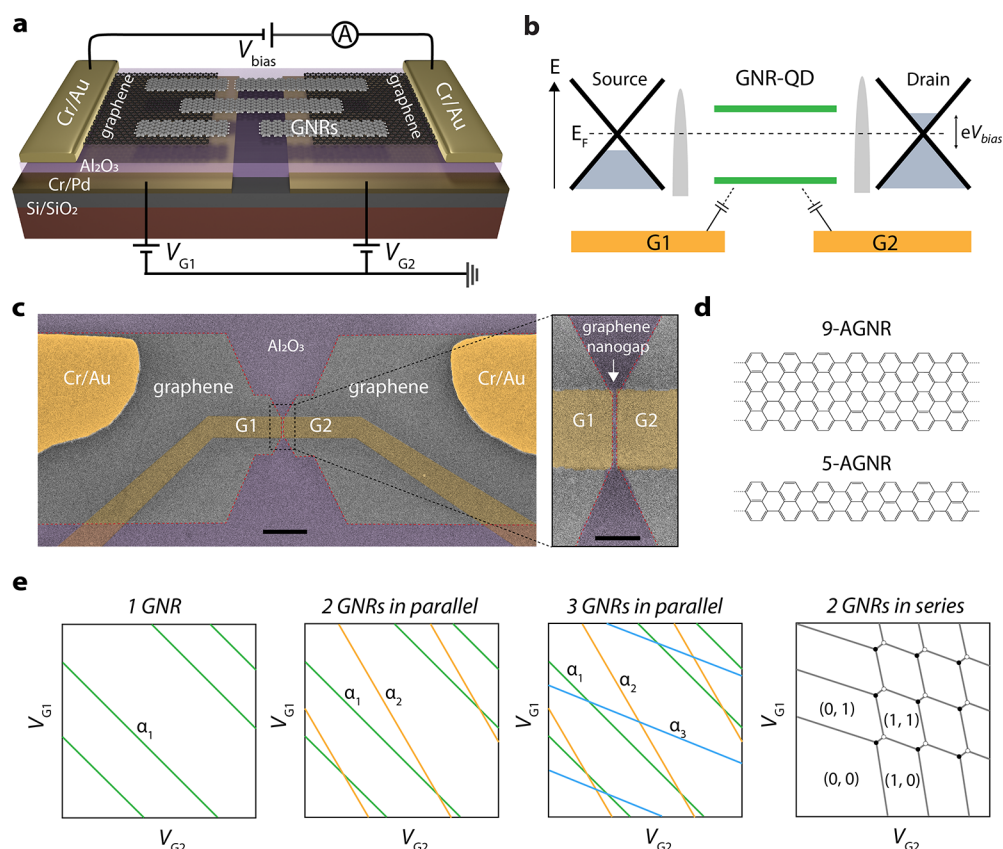 a
V_bias
A
Cr/Au
graphene
GNRs
graphene
Cr/Au
Al₂O₃
Cr/Pd
Si/SiO₂
V_G1
V_G2
b
E
Source
GNR-QD
Drain
E_F
eV_bias
G1
G2
c
Al₂O₃
Cr/Au
graphene
graphene
Cr/Au
G1
G2
graphene
nanogap
G1
G2
d
9-AGNR
5-AGNR
e
1 GNR
V_G1
α₁
V_G2
2 GNRs in parallel
V_G1
α₁
α₂
V_G2
3 GNRs in parallel
V_G1
α₁
α₂
α₃
V_G2
2 GNRs in series
V_G1
(0, 1)
(1, 1)
(0, 0)
(1, 0)
V_G2